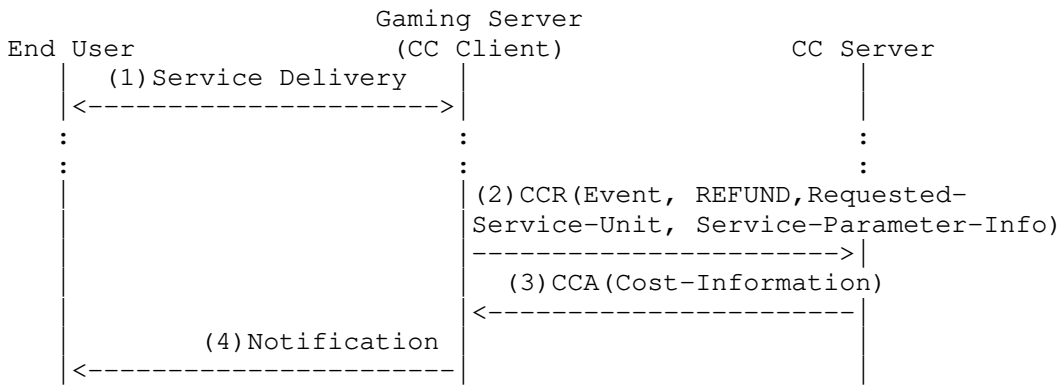 Gaming Server
End User (CC Client) CC Server
(1)Service Delivery
(2)CCR(Event, REFUND,Requested-
Service-Unit, Service-Parameter-Info)
(3)CCA(Cost-Information)
(4)Notification